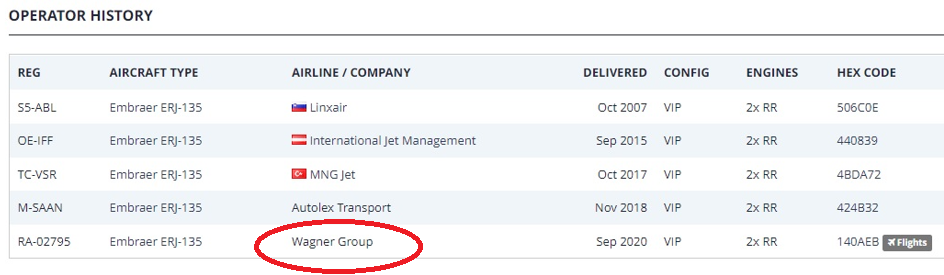 OPERATOR HISTORY
REG AIRCRAFT TYPE AIRLINE / COMPANY DELIVERED CONFIG ENGINES HEX CODE
S5-ABL Embraer ERJ-135 Linxair Oct 2007 VIP 2x RR 506C0E
OE-IFF Embraer ERJ-135 International Jet Management Sep 2015 VIP 2x RR 440839
TC-VSR Embraer ERJ-135 MNG Jet Oct 2017 VIP 2x RR 4BDA72
M-SAAN Embraer ERJ-135 Autolex Transport Nov 2018 VIP 2x RR 424B32
RA-02795 Embraer ERJ-135 Wagner Group Sep 2020 VIP 2x RR 140AEB Flights